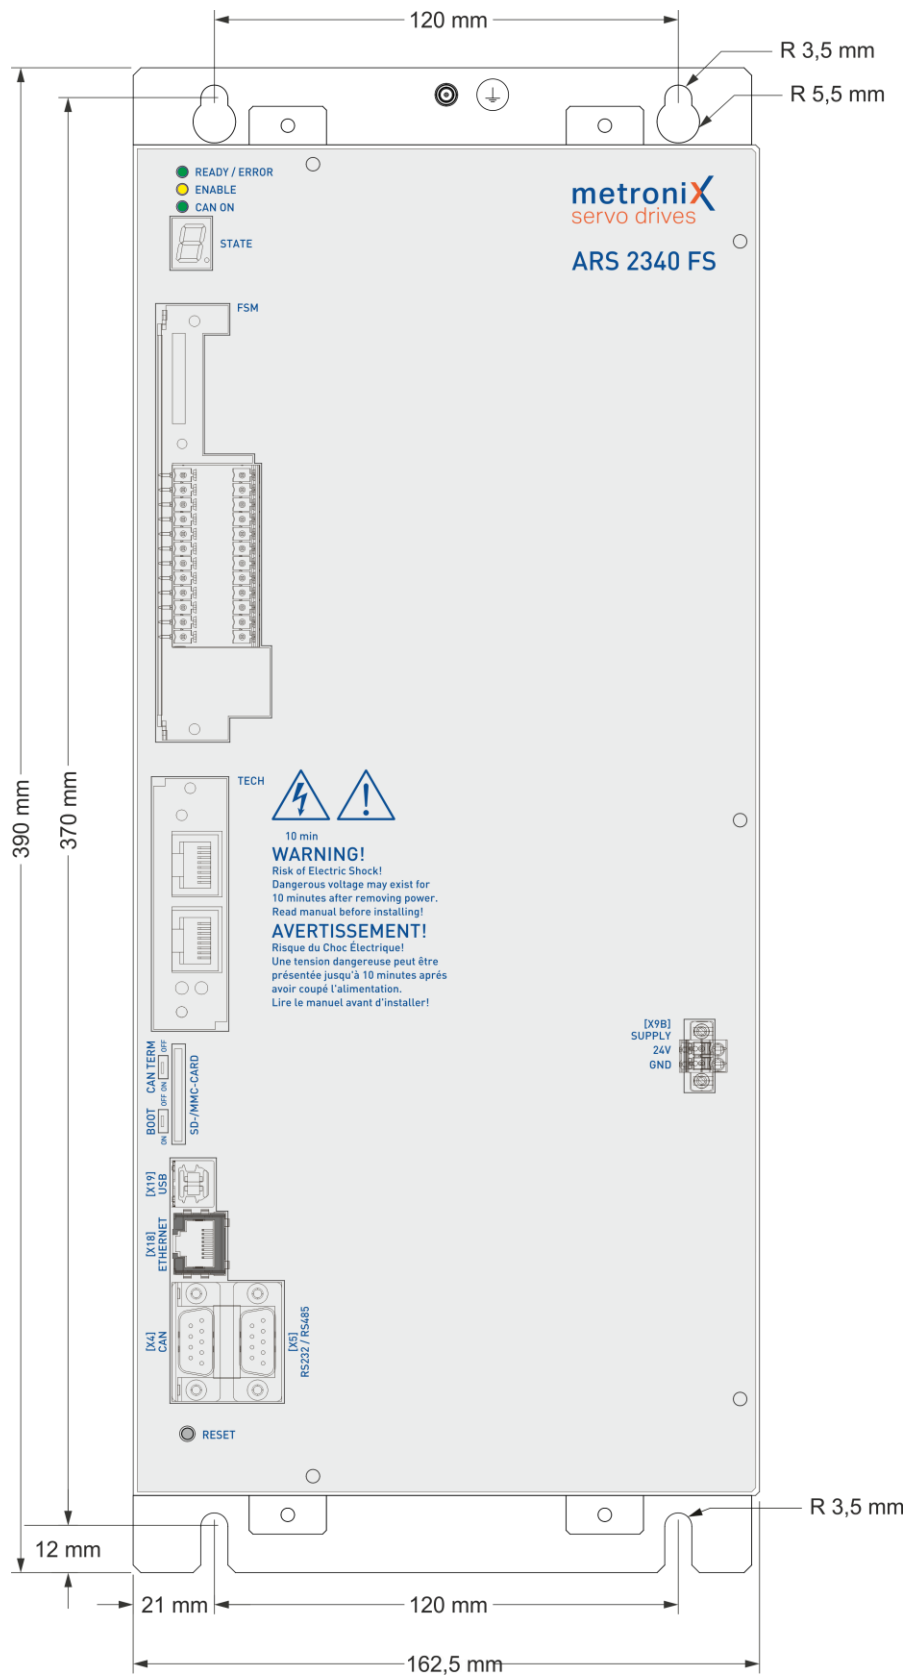 120 mm
R 3,5 mm
R 5,5 mm
READY / ERROR
ENABLE
CAN ON
STATE
metroniX
servo drives
ARS 2340 FS
FSM
390 mm
370 mm
TECH
10 min
WARNING!
Risk of Electric Shock!
Dangerous voltage may exist for
10 minutes after removing power.
Read manual before installing!
AVERTISSEMENT!
Risque du Choc Électrique!
Une tension dangereuse peut être
présentée jusqu'à 10 minutes aprés
avoir coupé l'alimentation.
Lire le manuel avant d'installer!
[X9B]
SUPPLY
24V
GND
CAN TERM
OFF
ON
BOOT
OFF
ON
SD-/MMC-CARD
[X19]
USB
[X18]
ETHERNET
[X4]
CAN
[X5]
RS232 / RS485
RESET
R 3,5 mm
12 mm
21 mm
120 mm
162,5 mm